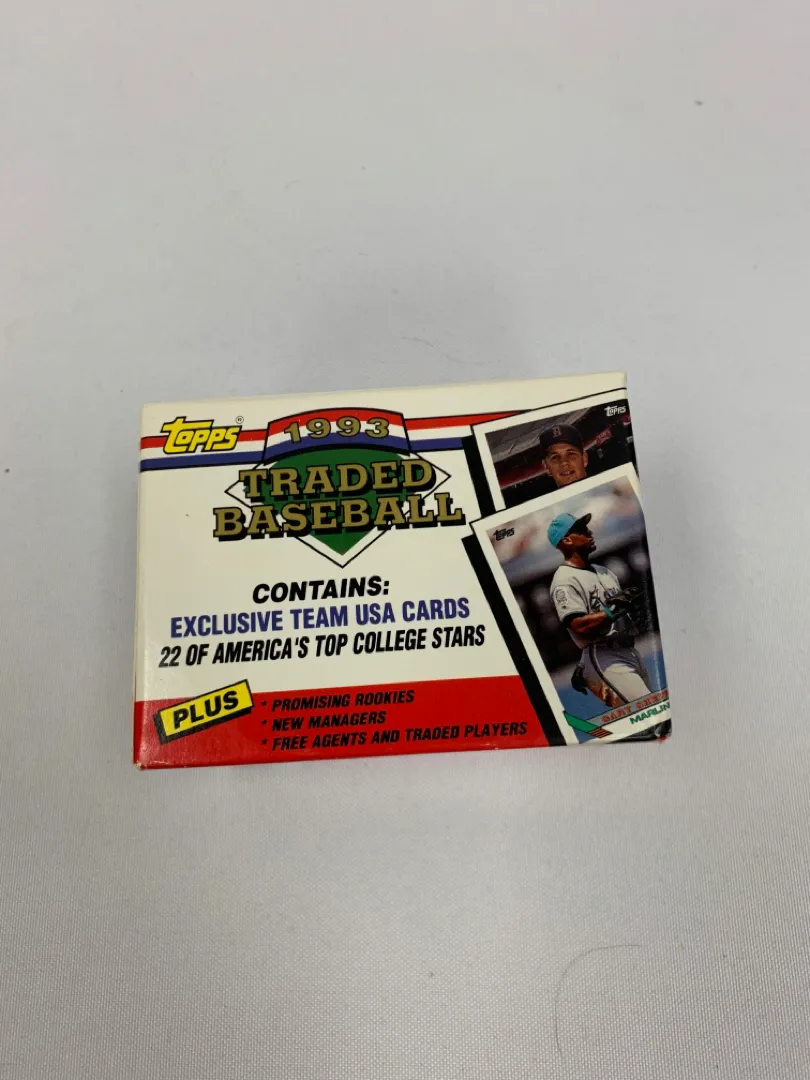 Topps®
1993
TRADED
BASEBALL
CONTAINS:
EXCLUSIVE TEAM USA CARDS
22 OF AMERICA'S TOP COLLEGE STARS
PLUS
* PROMISING ROOKIES
* NEW MANAGERS
* FREE AGENTS AND TRADED PLAYERS
Topps
B
Topps
GARY
MARLIN